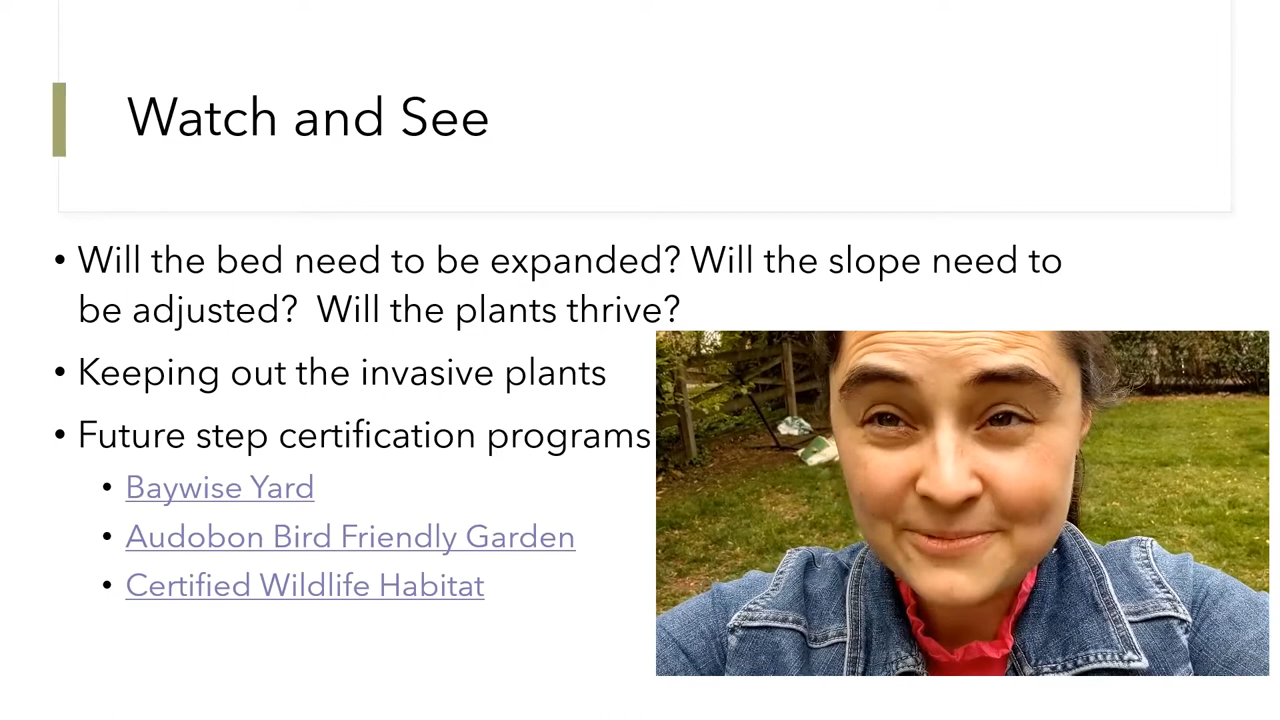 Watch and See
• Will the bed need to be expanded? Will the slope need to
be adjusted?  Will the plants thrive?
• Keeping out the invasive plants
• Future step certification programs
• Baywise Yard
• Audobon Bird Friendly Garden
• Certified Wildlife Habitat